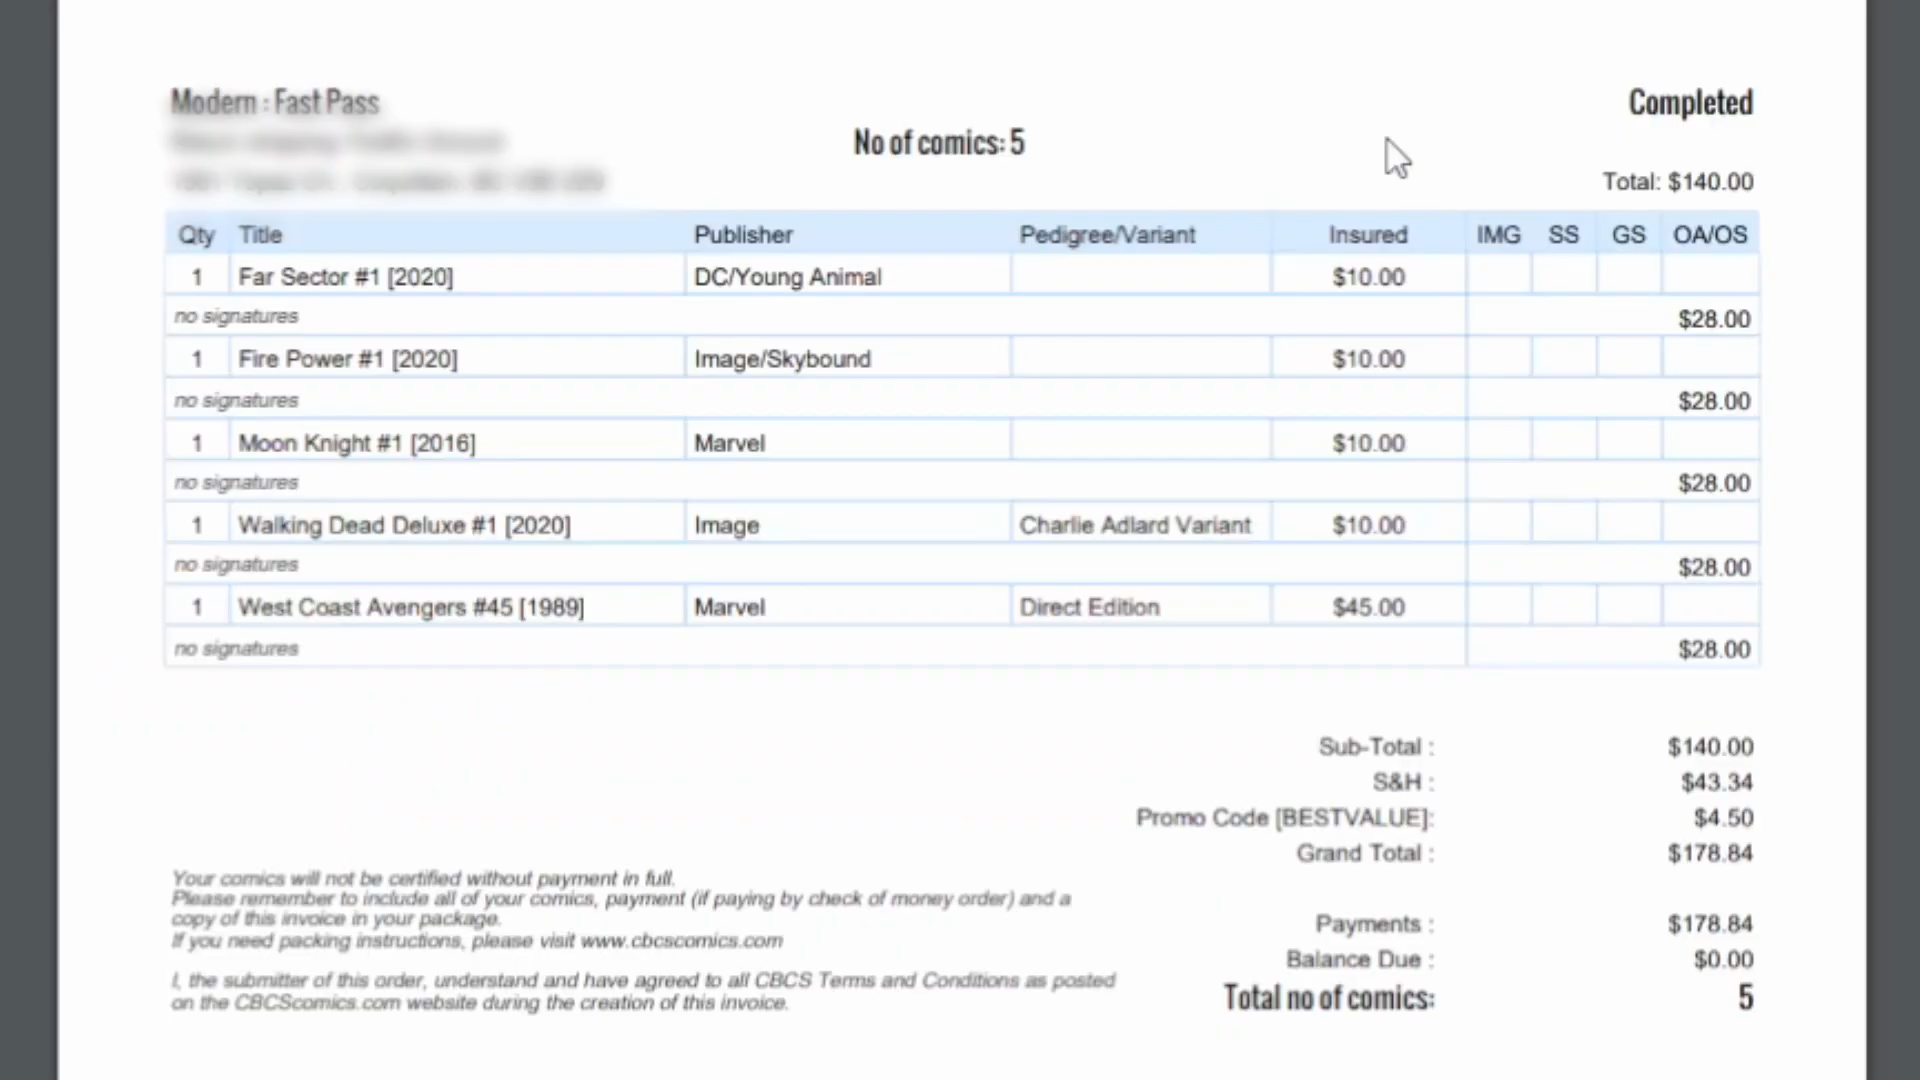 Modern : Fast Pass
Completed
No of comics: 5
Total: $140.00
Qty Title Publisher Pedigree/Variant Insured IMG SS GS OA/OS
1 Far Sector #1 [2020] DC/Young Animal $10.00
no signatures $28.00
1 Fire Power #1 [2020] Image/Skybound $10.00
no signatures $28.00
1 Moon Knight #1 [2016] Marvel $10.00
no signatures $28.00
1 Walking Dead Deluxe #1 [2020] Image Charlie Adlard Variant $10.00
no signatures $28.00
1 West Coast Avengers #45 [1989] Marvel Direct Edition $45.00
no signatures $28.00
Sub-Total : $140.00
S&H : $43.34
Promo Code [BESTVALUE]: $4.50
Grand Total : $178.84
Your comics will not be certified without payment in full.
Please remember to include all of your comics, payment (if paying by check of money order) and a
copy of this invoice in your package.
If you need packing instructions, please visit www.cbcscomics.com
Payments : $178.84
Balance Due : $0.00
I, the submitter of this order, understand and have agreed to all CBCS Terms and Conditions as posted
on the CBCScomics.com website during the creation of this invoice.
Total no of comics: 5